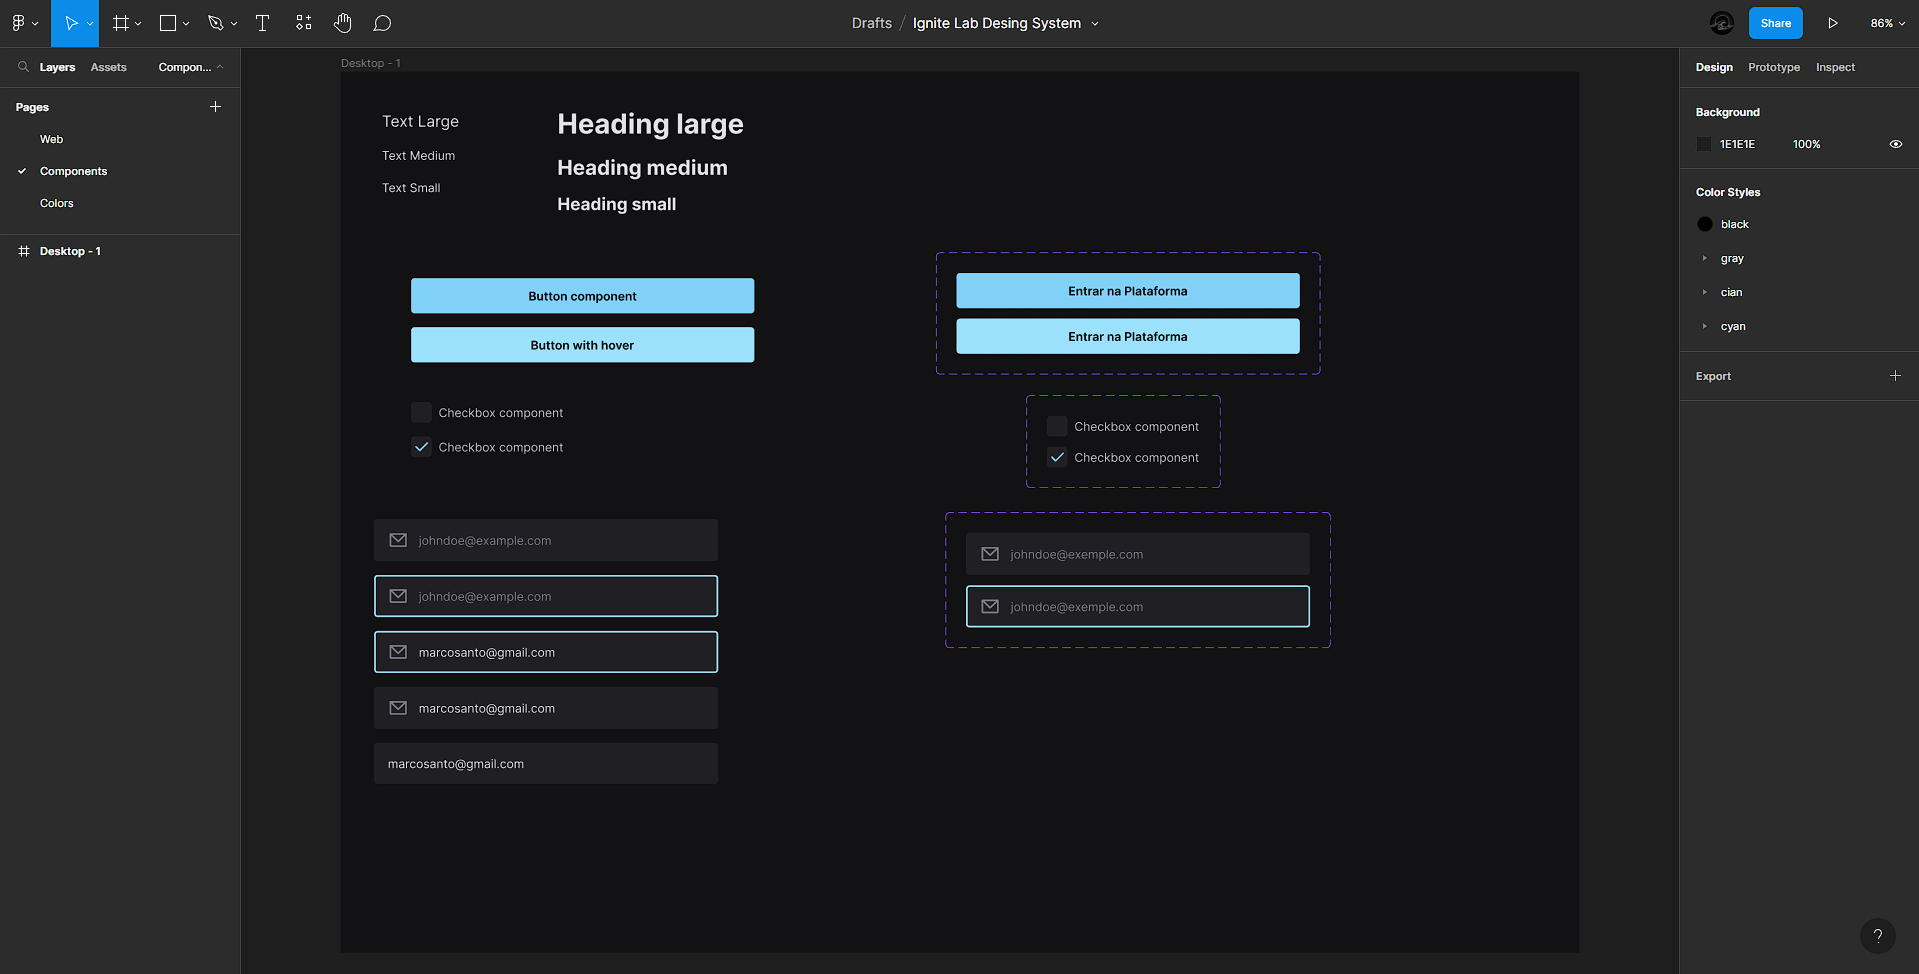 Drafts / Ignite Lab Desing System
Share
86%
Layers Assets Compon...
Pages
Web
Components
Colors
Desktop - 1
Desktop - 1
Text Large
Text Medium
Text Small
Heading large
Heading medium
Heading small
Button component
Button with hover
Checkbox component
Checkbox component
johndoe@example.com
johndoe@example.com
marcosanto@gmail.com
marcosanto@gmail.com
marcosanto@gmail.com
Entrar na Plataforma
Entrar na Plataforma
Checkbox component
Checkbox component
johndoe@exemple.com
johndoe@exemple.com
Design Prototype Inspect
Background
1E1E1E 100%
Color Styles
black
gray
cian
cyan
Export
?